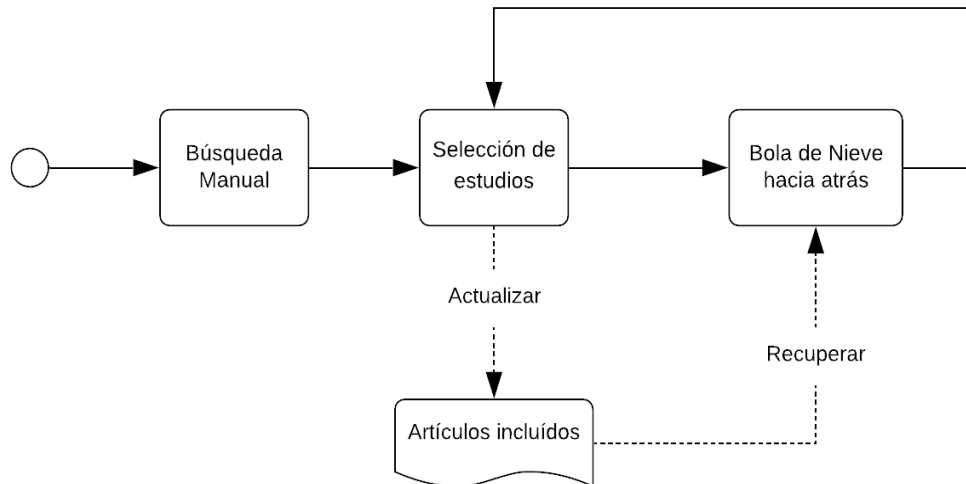 Búsqueda
Manual
Selección de
estudios
Bola de Nieve
hacia atrás
Actualizar
Recuperar
Artículos incluídos